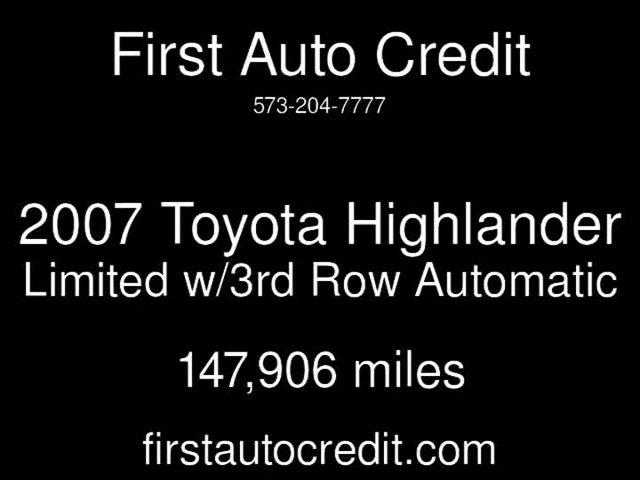 First Auto Credit
573-204-7777
2007 Toyota Highlander
Limited w/3rd Row Automatic
147,906 miles
firstautocredit.com